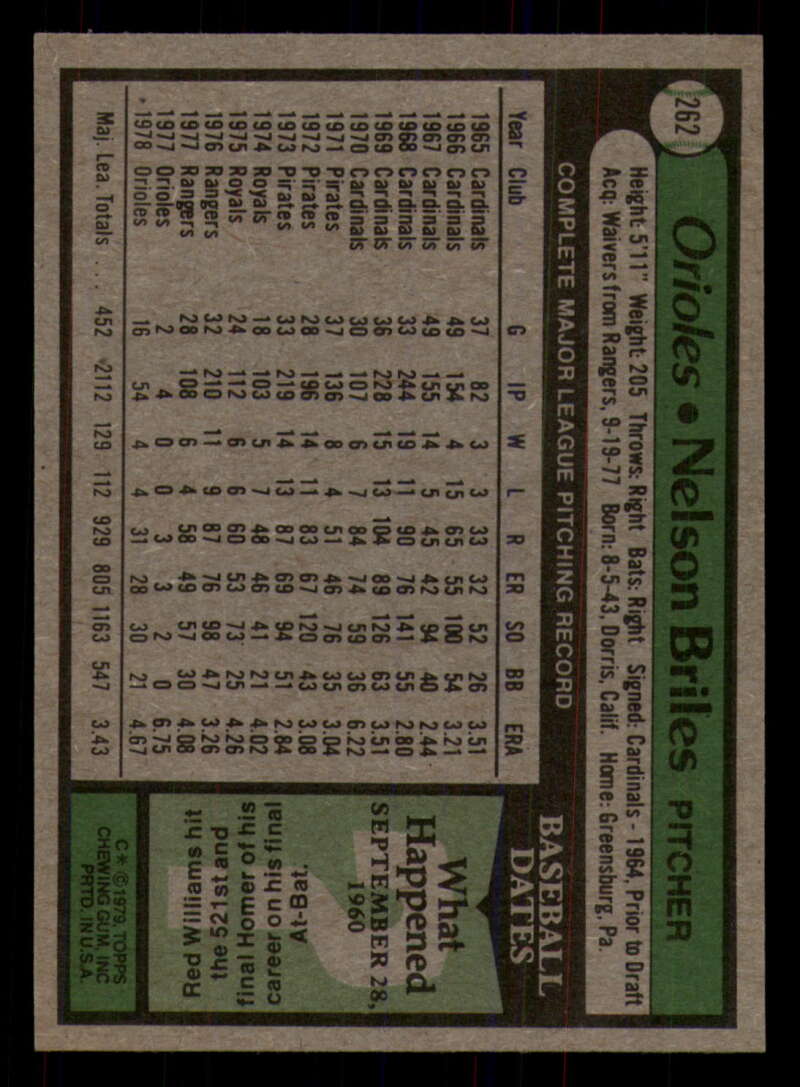 262
Orioles • Nelson Briles PITCHER
Height: 5'11" Weight: 205 Throws: Right Bats: Right Signed: Cardinals - 1964, Prior to Draft
Acq: Waivers from Rangers, 9-19-77 Born: 8-5-43, Dorris, Calif. Home: Greensburg, Pa.
COMPLETE MAJOR LEAGUE PITCHING RECORD
Year Club G IP W L R ER SO BB ERA
1965 Cardinals 37 82 3 3 33 32 52 26 3.51
1966 Cardinals 49 154 4 15 65 55 100 54 3.21
1967 Cardinals 49 155 14 5 45 42 94 40 2.44
1968 Cardinals 33 244 19 11 90 76 141 55 2.80
1969 Cardinals 36 228 15 13 104 89 126 63 3.51
1970 Cardinals 30 107 6 7 84 74 59 36 6.22
1971 Pirates 37 136 8 4 51 46 76 35 3.04
1972 Pirates 28 196 14 11 83 67 120 43 3.08
1973 Pirates 33 219 14 13 87 69 94 51 2.84
1974 Royals 18 103 5 7 48 46 41 21 4.02
1975 Royals 24 112 6 6 60 53 73 25 4.26
1976 Rangers 32 210 11 9 87 76 98 47 3.26
1977 Rangers 28 108 6 4 58 49 57 30 4.08
1977 Orioles 2 4 0 0 3 3 2 0 6.75
1978 Orioles 16 54 4 4 31 28 30 21 4.67
Maj. Lea. Totals . . . 452 2112 129 112 929 805 1163 547 3.43
BASEBALL
DATES
What
Happened
SEPTEMBER 28,
1960
Red Williams hit
the 521st and
final Homer of his
career on his final
At-Bat.
C* ©1979 TOPPS
CHEWING GUM, INC
PRTD. IN U.S.A.